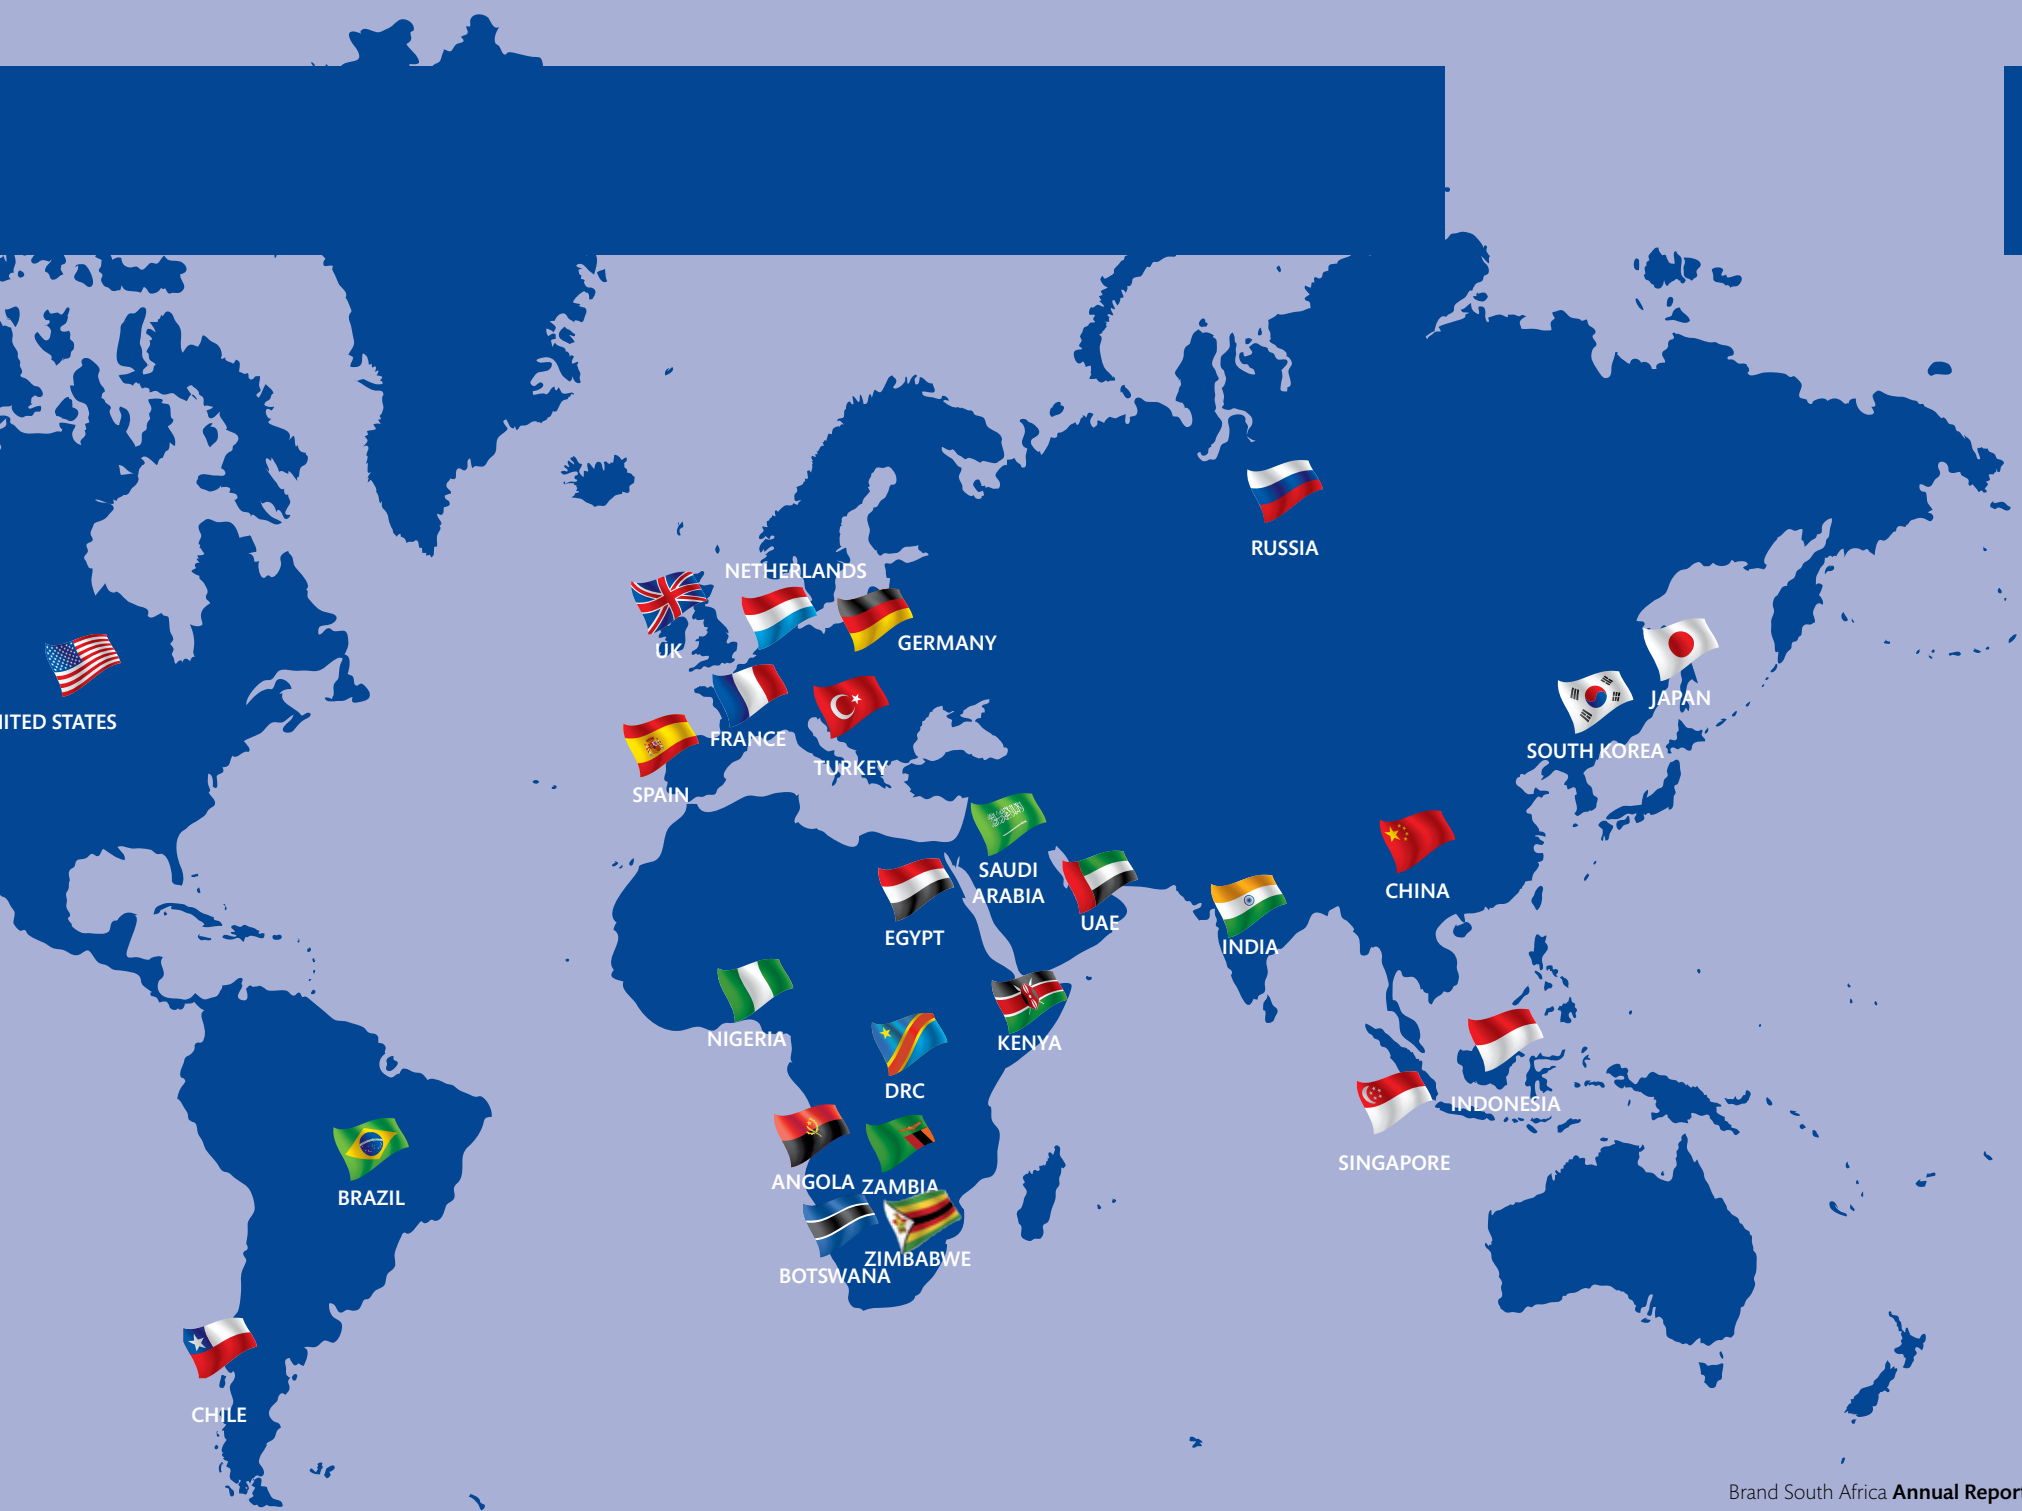 RUSSIA
NETHERLANDS
GERMANY
UK
JAPAN
ITED STATES
FRANCE
SOUTH KOREA
TURKEY
SPAIN
SAUDI
ARABIA
CHINA
UAE
EGYPT
INDIA
NIGERIA
KENYA
DRC
INDONESIA
SINGAPORE
ANGOLA
ZAMBIA
BRAZIL
ZIMBABWE
BOTSWANA
CHILE
Brand South Africa Annual Repor